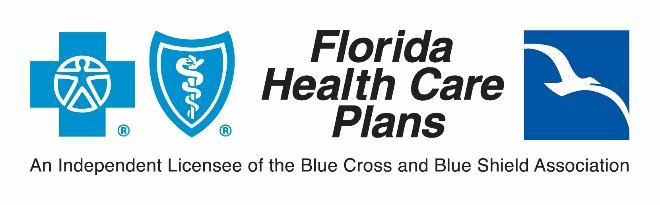 Florida
Health Care
Plans
® ®
An Independent Licensee of the Blue Cross and Blue Shield Association